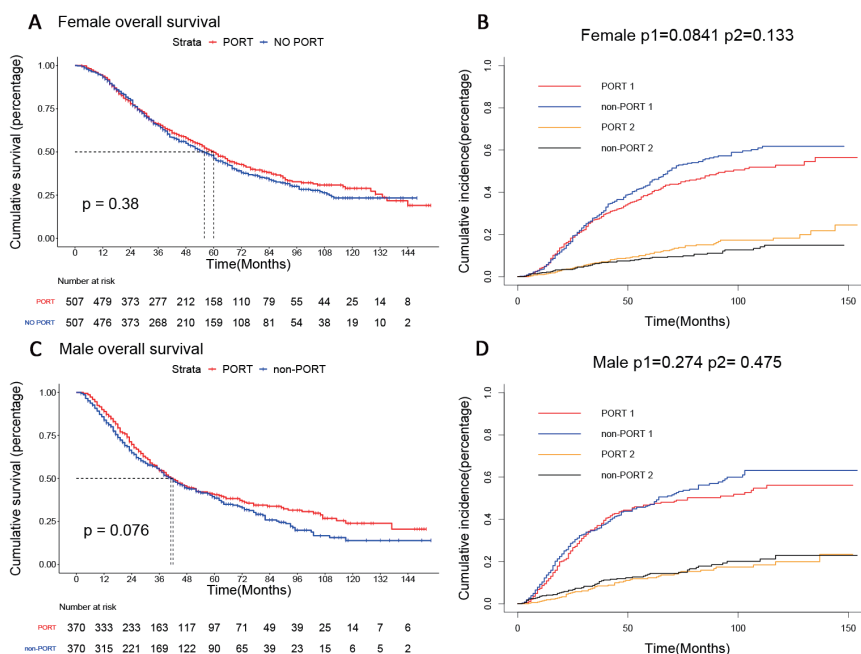 A Female overall survival
Strata PORT NO PORT
Cumulative survival (percentage)
1.00
0.75
0.50
0.25
0.00
p = 0.38
0 12 24 36 48 60 72 84 96 108 120 132 144
Time(Months)
Number at risk
PORT 507 479 373 277 212 158 110 79 55 44 25 14 8
NO PORT 507 476 373 268 210 159 108 81 54 38 19 10 2
B
Female p1=0.0841 p2=0.133
Cumulative incidence(percentage)
1.0
0.8
0.6
0.4
0.2
0.0
PORT 1
non-PORT 1
PORT 2
non-PORT 2
0 50 100 150
Time(Months)
C Male overall survival
Strata PORT non-PORT
Cumulative survival (percentage)
1.00
0.75
0.50
0.25
0.00
p = 0.076
0 12 24 36 48 60 72 84 96 108 120 132 144
Time(Months)
Number at risk
PORT 370 333 233 163 117 97 71 49 39 25 14 7 6
non-PORT 370 315 221 169 122 90 65 39 23 15 6 5 2
D
Male p1=0.274 p2= 0.475
Cumulative incidence(percentage)
1.0
0.8
0.6
0.4
0.2
0.0
PORT 1
non-PORT 1
PORT 2
non-PORT 2
0 50 100 150
Time(Months)